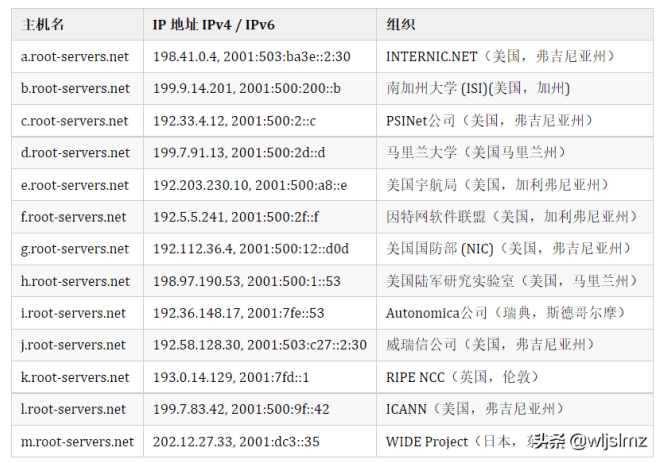 主机名 IP 地址 IPv4 / IPv6 组织
a.root-servers.net 198.41.0.4, 2001:503:ba3e::2:30 INTERNIC.NET（美国，弗吉尼亚州）
b.root-servers.net 199.9.14.201, 2001:500:200::b 南加州大学 (ISI)(美国，加州)
c.root-servers.net 192.33.4.12, 2001:500:2::c PSINet公司（美国，弗吉尼亚州）
d.root-servers.net 199.7.91.13, 2001:500:2d::d 马里兰大学（美国马里兰州）
e.root-servers.net 192.203.230.10, 2001:500:a8::e 美国宇航局（美国，加利弗尼亚州）
f.root-servers.net 192.5.5.241, 2001:500:2f::f 因特网软件联盟（美国，加利弗尼亚州）
g.root-servers.net 192.112.36.4, 2001:500:12::d0d 美国国防部 (NIC)（美国，弗吉尼亚州）
h.root-servers.net 198.97.190.53, 2001:500:1::53 美国陆军研究实验室（美国，马里兰州）
i.root-servers.net 192.36.148.17, 2001:7fe::53 Autonomica公司（瑞典，斯德哥尔摩）
j.root-servers.net 192.58.128.30, 2001:503:c27::2:30 威瑞信公司（美国，弗吉尼亚州）
k.root-servers.net 193.0.14.129, 2001:7fd::1 RIPE NCC（英国，伦敦）
l.root-servers.net 199.7.83.42, 2001:500:9f::42 ICANN（美国，弗吉尼亚州）
m.root-servers.net 202.12.27.33, 2001:dc3::35 WIDE Project（日本，东
头条 @wljslmz